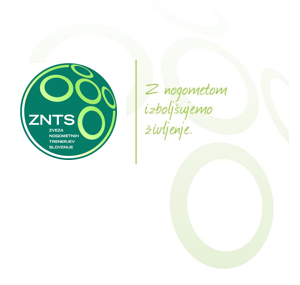 ZNTS
ZVEZA
NOGOMETNIH
TRENERJEV
SLOVENIJE
Z nogometom
izboljšujemo
življenje.